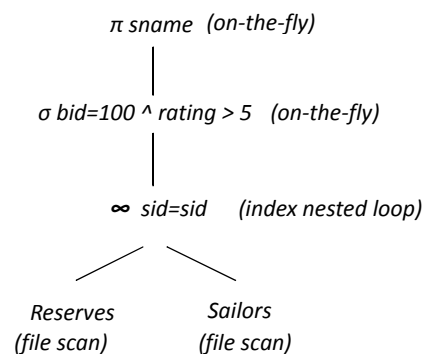 π sname (on-the-fly)
σ bid=100 ^ rating > 5 (on-the-fly)
∞ sid=sid (index nested loop)
Reserves Sailors
(file scan) (file scan)